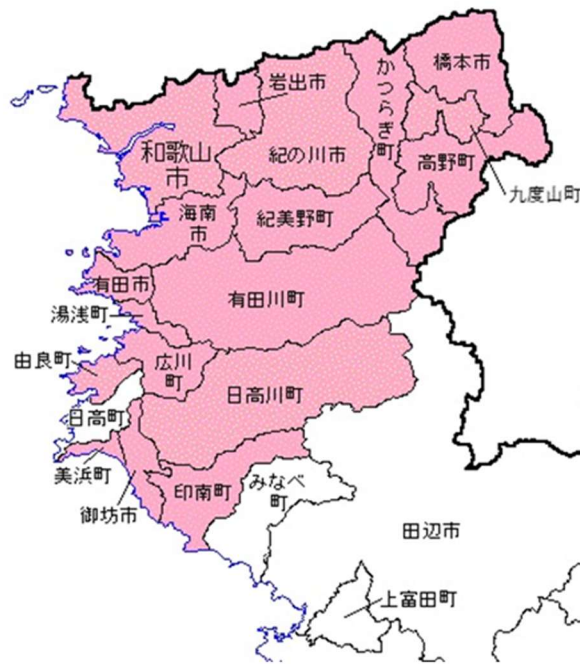 橋本市
かつらぎ町
岩出市
和歌山
市
紀の川市
高野町
九度山町
海南
市
紀美野町
有田市
有田川町
湯浅町
由良町
広川
町
日高川町
日高町
美浜町
御坊市
印南町
みなべ
町
田辺市
上富田町